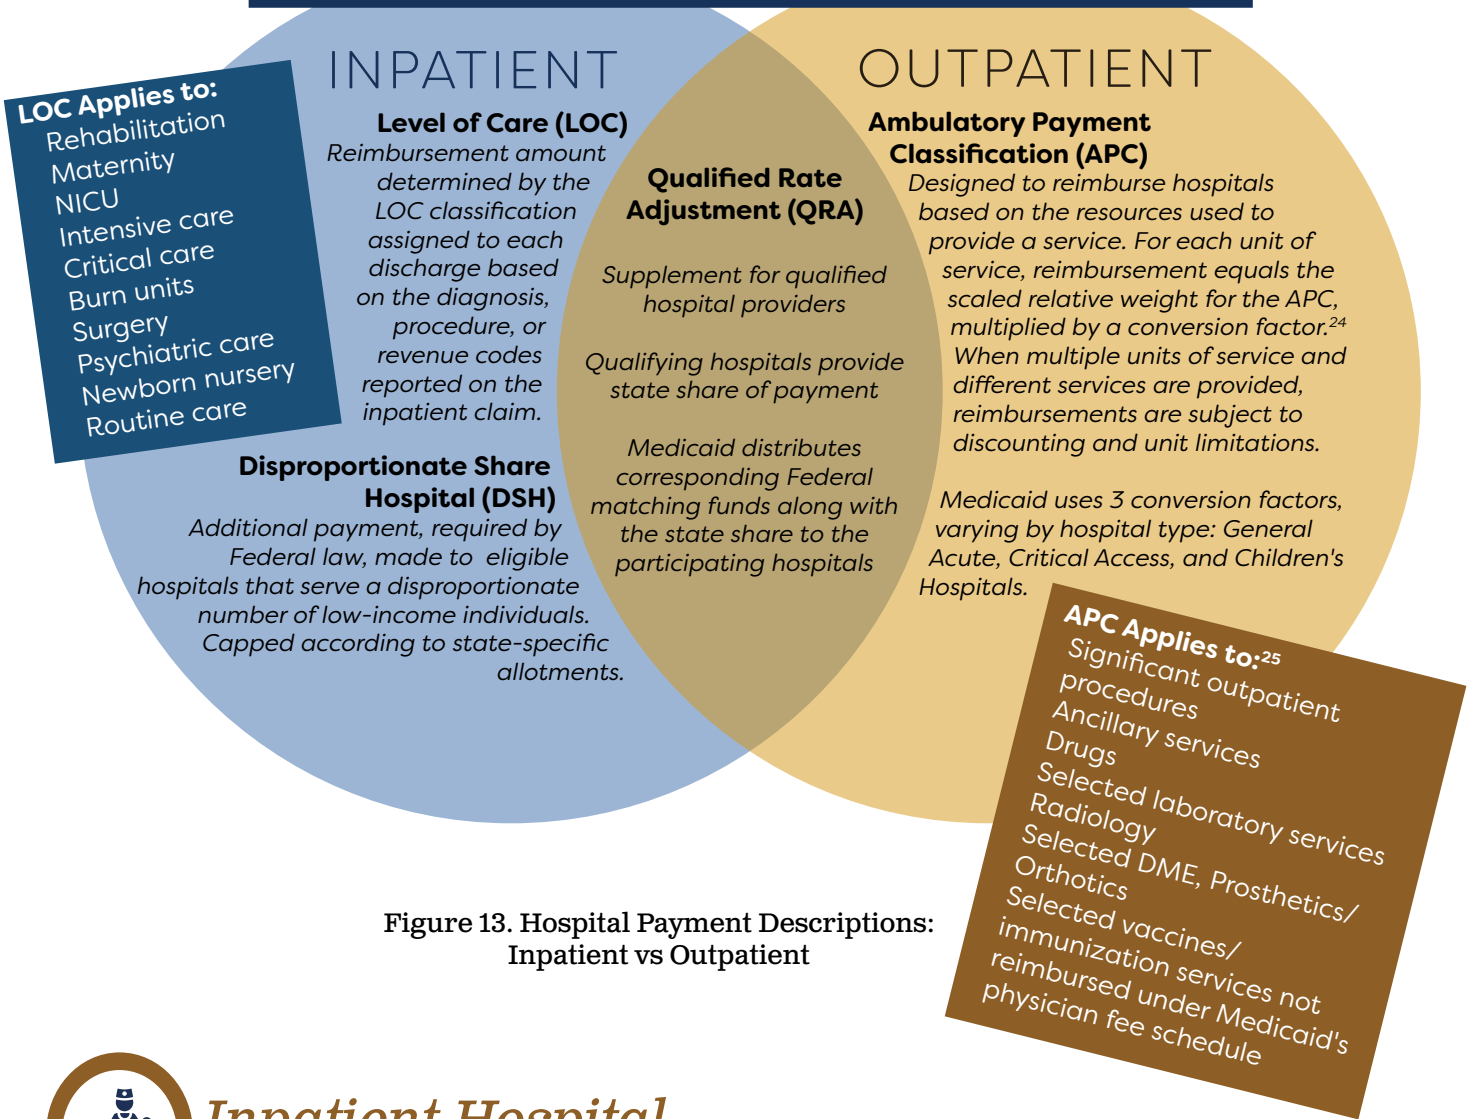 INPATIENT
OUTPATIENT
LOC Applies to:
Rehabilitation
Maternity
NICU
Intensive care
Critical care
Burn units
Surgery
Psychiatric care
Newborn nursery
Routine care
Level of Care (LOC)
Reimbursement amount
determined by the
LOC classification
assigned to each
discharge based
on the diagnosis,
procedure, or
revenue codes
reported on the
inpatient claim.
Disproportionate Share
Hospital (DSH)
Additional payment, required by
Federal law, made to eligible
hospitals that serve a disproportionate
number of low-income individuals.
Capped according to state-specific
allotments.
Qualified Rate
Adjustment (QRA)
Supplement for qualified
hospital providers
Qualifying hospitals provide
state share of payment
Medicaid distributes
corresponding Federal
matching funds along with
the state share to the
participating hospitals
Ambulatory Payment
Classification (APC)
Designed to reimburse hospitals
based on the resources used to
provide a service. For each unit of
service, reimbursement equals the
scaled relative weight for the APC,
multiplied by a conversion factor.24
When multiple units of service and
different services are provided,
reimbursements are subject to
discounting and unit limitations.
Medicaid uses 3 conversion factors,
varying by hospital type: General
Acute, Critical Access, and Children's
Hospitals.
APC Applies to:25
Significant outpatient
procedures
Ancillary services
Drugs
Selected laboratory services
Radiology
Selected DME, Prosthetics/
Orthotics
Selected vaccines/
immunization services not
reimbursed under Medicaid's
physician fee schedule
Figure 13. Hospital Payment Descriptions:
Inpatient vs Outpatient
Inpatient Hospital